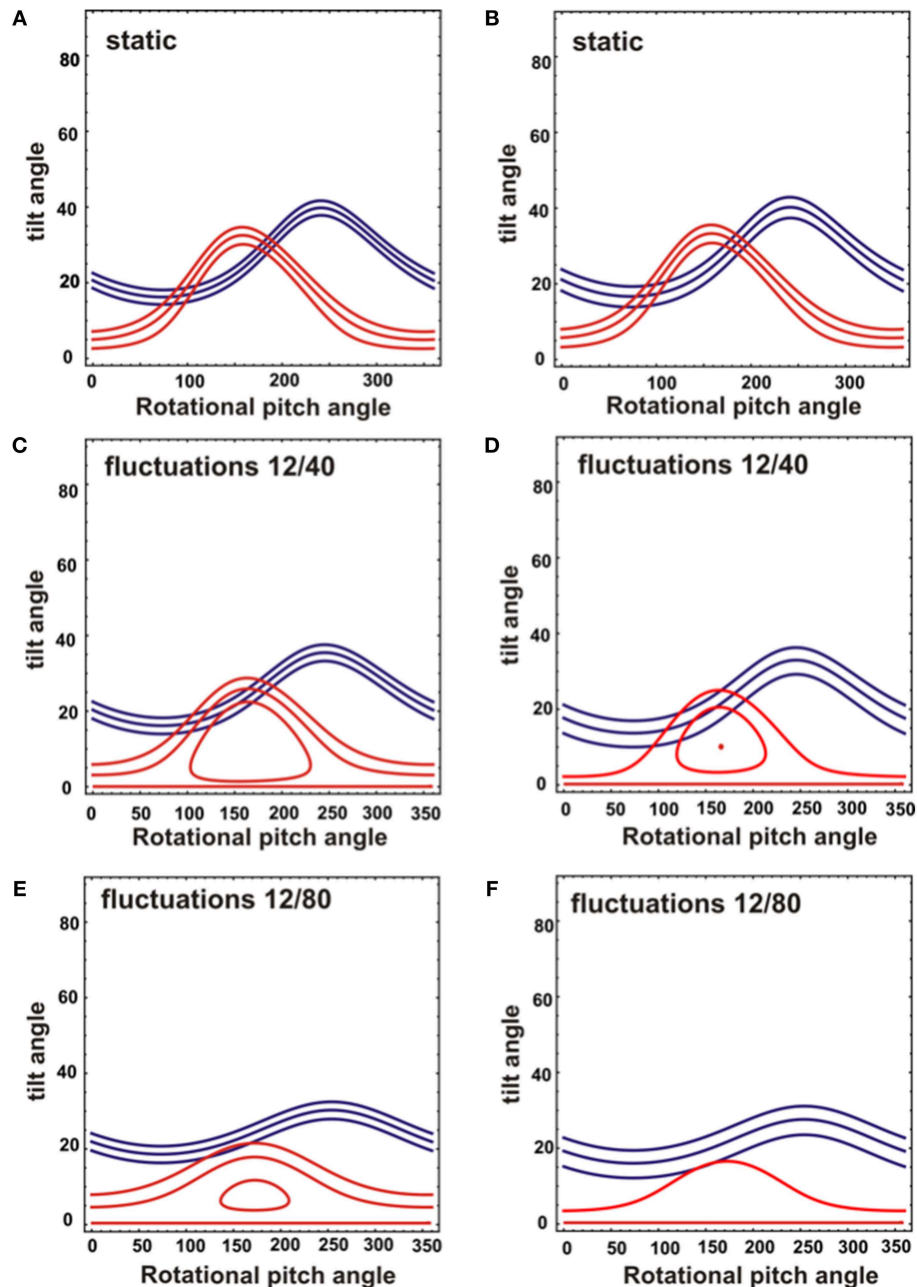 A
static
80
60
40
20
0
tilt angle
0 100 200 300
Rotational pitch angle
B
static
80
60
40
20
0
tilt angle
0 100 200 300
Rotational pitch angle
C
fluctuations 12/40
80
60
40
20
0
tilt angle
0 50 100 150 200 250 300 350
Rotational pitch angle
D
fluctuations 12/40
80
60
40
20
0
tilt angle
0 50 100 150 200 250 300 350
Rotational pitch angle
E
fluctuations 12/80
80
60
40
20
0
tilt angle
0 50 100 150 200 250 300 350
Rotational pitch angle
F
fluctuations 12/80
80
60
40
20
0
tilt angle
0 50 100 150 200 250 300 350
Rotational pitch angle